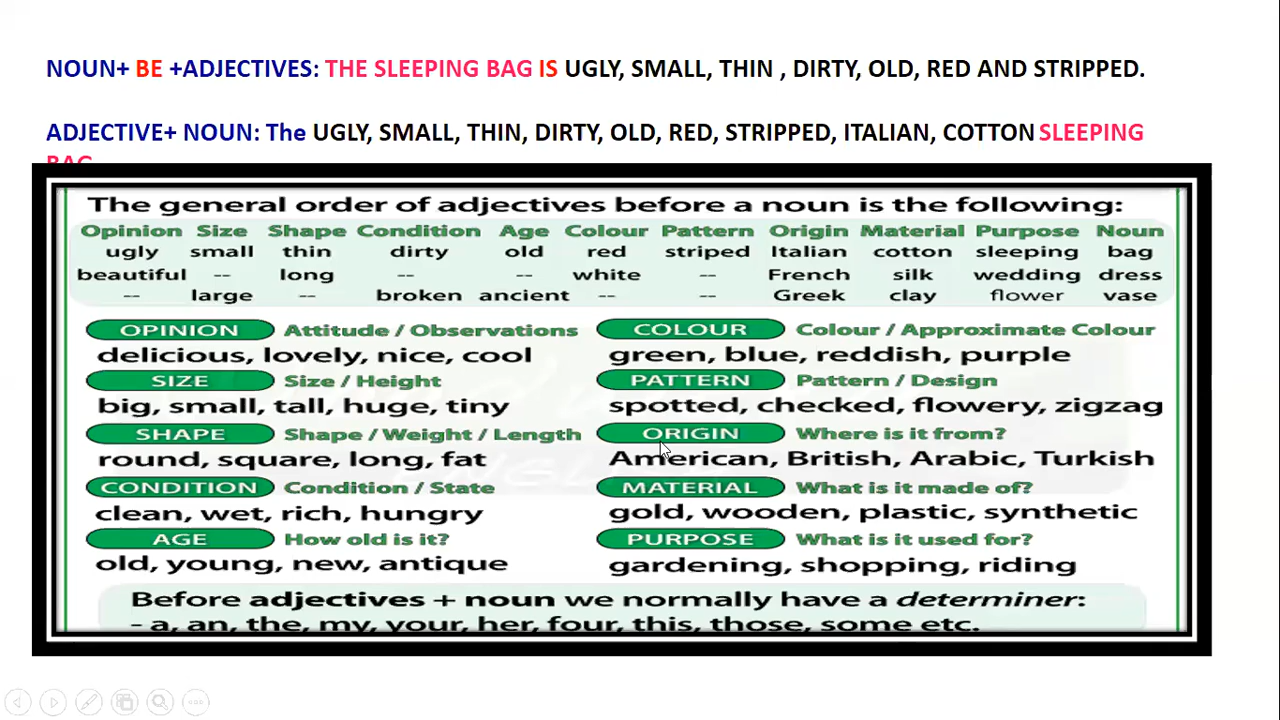 NOUN+ BE +ADJECTIVES: THE SLEEPING BAG IS UGLY, SMALL, THIN , DIRTY, OLD, RED AND STRIPPED.
ADJECTIVE+ NOUN: The UGLY, SMALL, THIN, DIRTY, OLD, RED, STRIPPED, ITALIAN, COTTON SLEEPING
BAG
The general order of adjectives before a noun is the following:
Opinion Size Shape Condition Age Colour Pattern Origin Material Purpose Noun
ugly small thin dirty old red striped Italian cotton sleeping bag
beautiful -- long -- -- white -- French silk wedding dress
-- large -- broken ancient -- -- Greek clay flower vase
OPINION Attitude / Observations
delicious, lovely, nice, cool
SIZE Size / Height
big, small, tall, huge, tiny
SHAPE Shape / Weight / Length
round, square, long, fat
CONDITION Condition / State
clean, wet, rich, hungry
AGE How old is it?
old, young, new, antique
COLOUR Colour / Approximate Colour
green, blue, reddish, purple
PATTERN Pattern / Design
spotted, checked, flowery, zigzag
ORIGIN Where is it from?
American, British, Arabic, Turkish
MATERIAL What is it made of?
gold, wooden, plastic, synthetic
PURPOSE What is it used for?
gardening, shopping, riding
Before adjectives + noun we normally have a determiner:
- a, an, the, my, your, her, four, this, those, some etc.